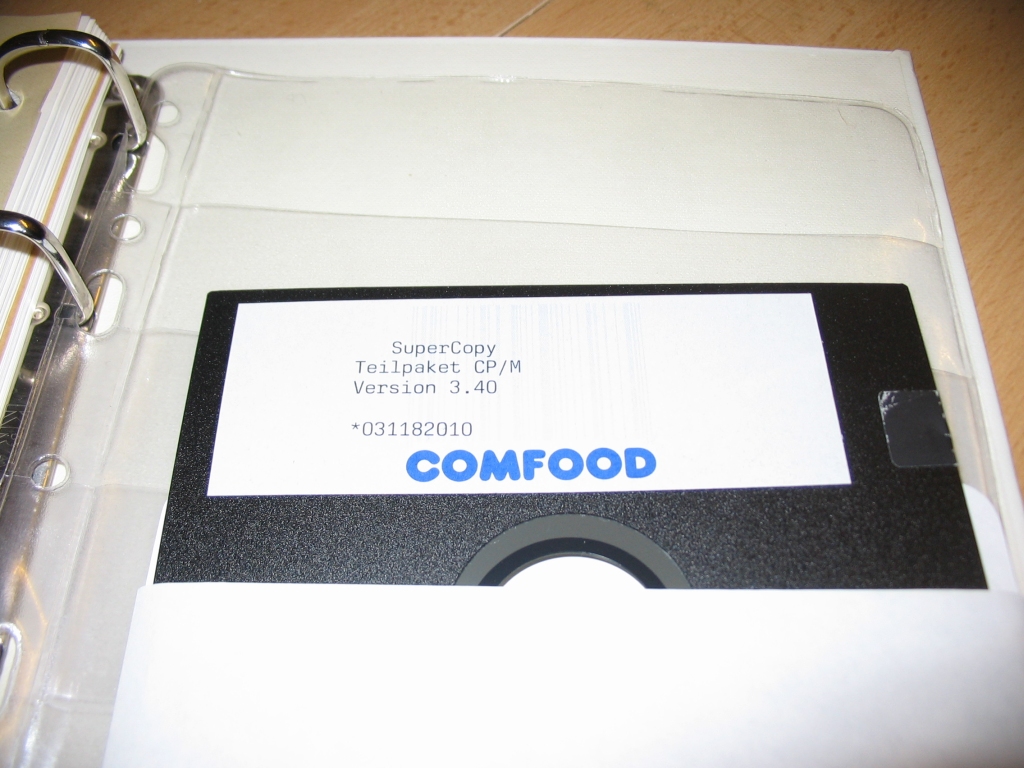 SuperCopy
Teilpaket CP/M
Version 3.40
*031182010
COMFOOD